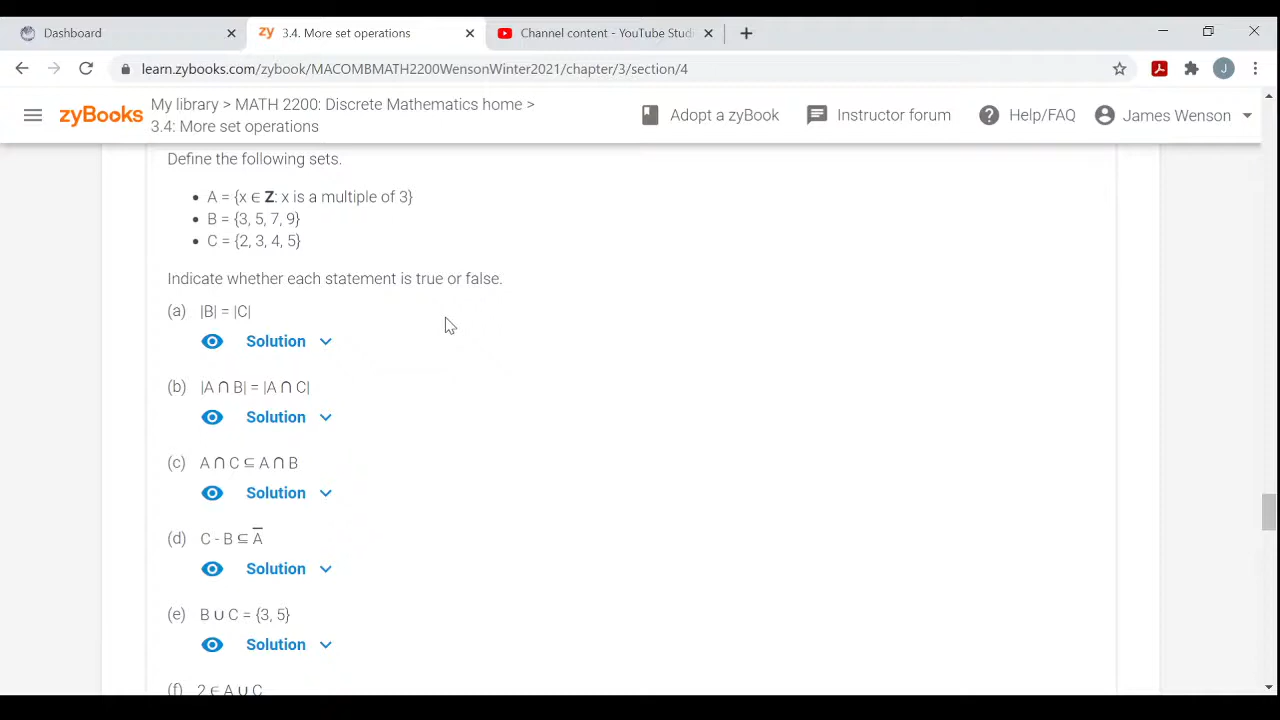 Dashboard
3.4. More set operations
Channel content - YouTube Stud
learn.zybooks.com/zybook/MACOMBMATH2200WensonWinter2021/chapter/3/section/4
J
zyBooks
My library > MATH 2200: Discrete Mathematics home >
3.4: More set operations
Adopt a zyBook
Instructor forum
Help/FAQ
James Wenson
Define the following sets.
• A = {x ∈ Z: x is a multiple of 3}
• B = {3, 5, 7, 9}
• C = {2, 3, 4, 5}
Indicate whether each statement is true or false.
(a) |B| = |C|
Solution
(b) |A ∩ B| = |A ∩ C|
Solution
(c) A ∩ C ⊆ A ∩ B
Solution
(d) C - B ⊆ A̅
Solution
(e) B ∪ C = {3, 5}
Solution
(f) 2 ∈ A ∪ C